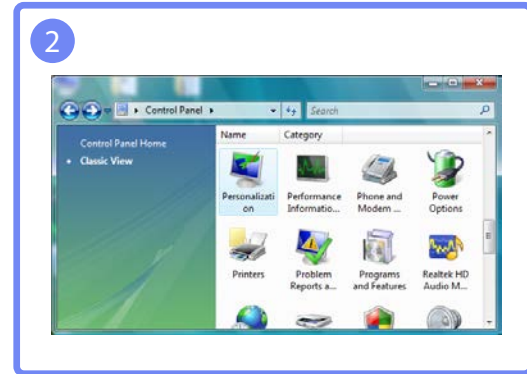 2
Control Panel
Search
Control Panel Home
Classic View
Name Category
Personalizati
on
Performance
Informatio...
Phone and
Modem ...
Power
Options
Printers
Problem
Reports a...
Programs
and Features
Realtek HD
Audio M...